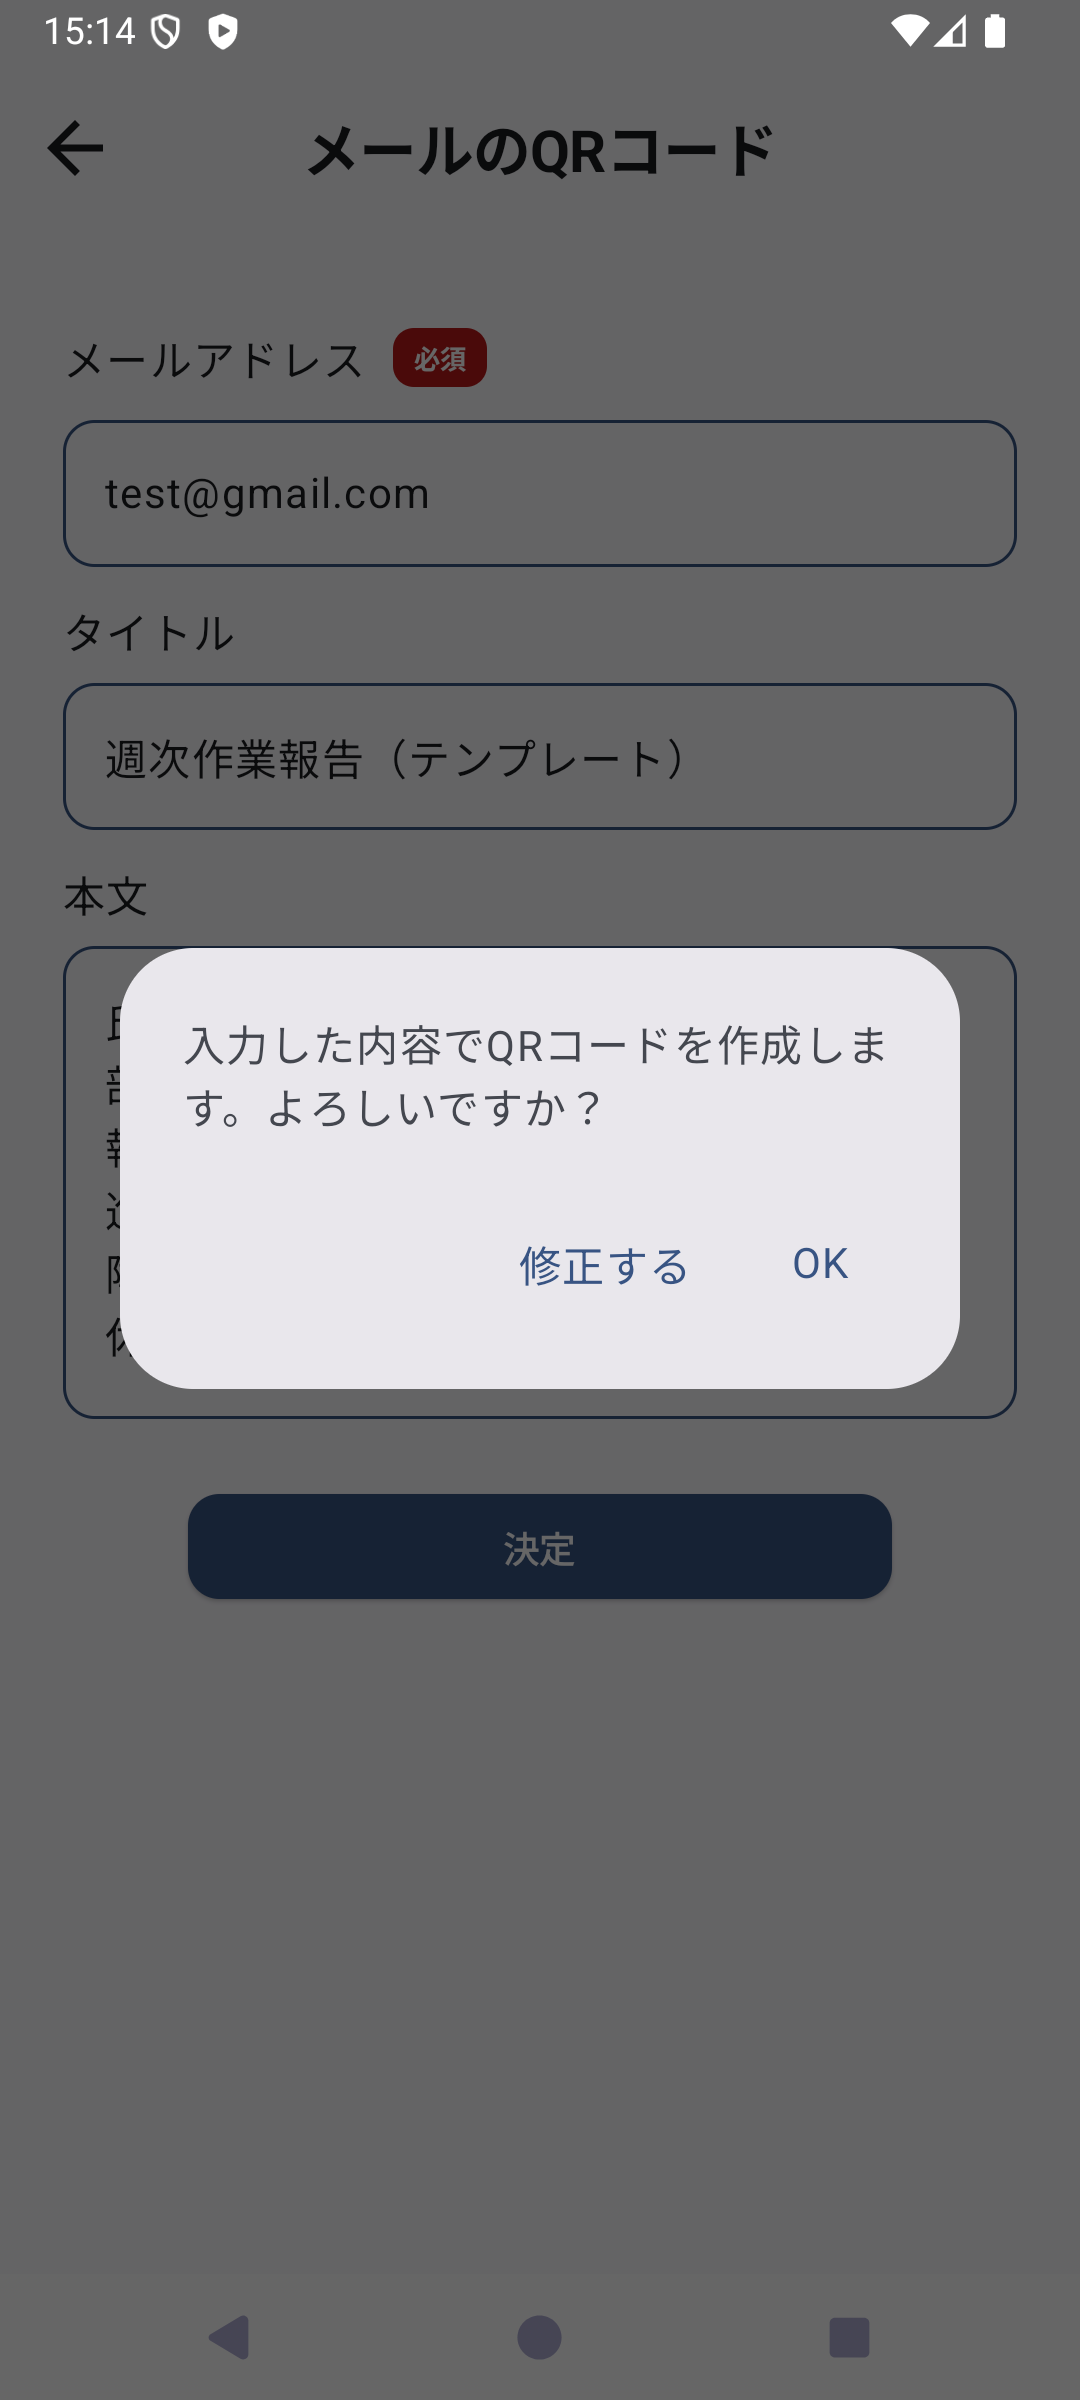 15:14
メールのQRコード
メールアドレス 必須
test@gmail.com
タイトル
週次作業報告（テンプレート）
本文
入力した内容でQRコードを作成しま
す。よろしいですか？
修正する OK
決定